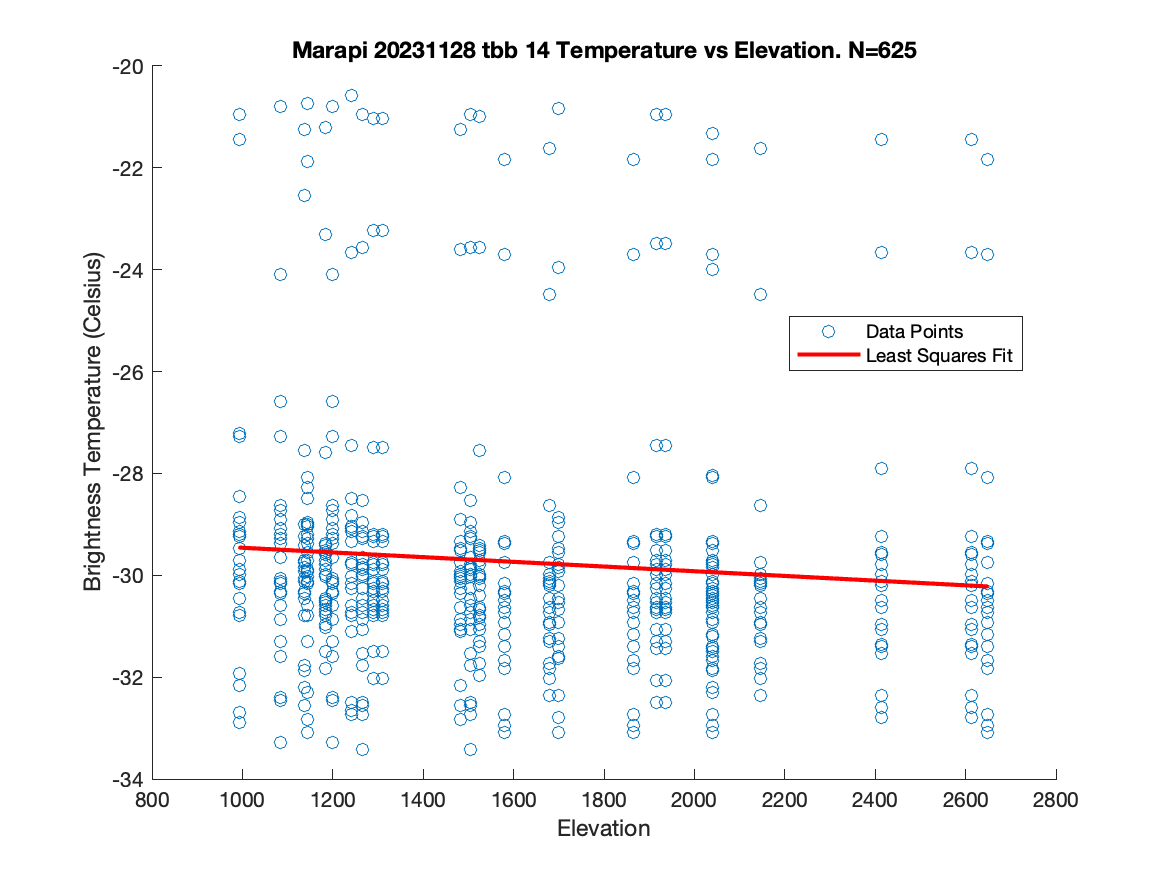 Marapi 20231128 tbb 14 Temperature vs Elevation. N=625
-20
-22
-24
-26
-28
-30
-32
-34
Brightness Temperature (Celsius)
Data Points
Least Squares Fit
800 1000 1200 1400 1600 1800 2000 2200 2400 2600 2800
Elevation